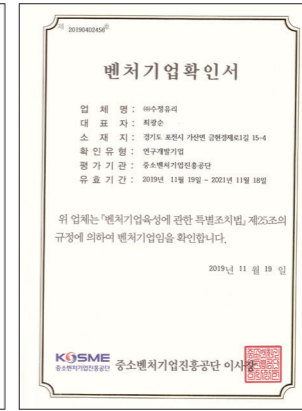 제 20190402456호
벤처기업확인서
업 체 명 : ㈜수정유리
대 표 자 : 최광순
소 재 지 : 경기도 포천시 가산면 금현경제로1길 15-4
확 인 유 형 : 연구개발기업
평 가 기 관 : 중소벤처기업진흥공단
유 효 기 간 : 2019년 11월 19일 ~ 2021년 11월 18일
위 업체는 「벤처기업육성에 관한 특별조치법」 제25조의
규정에 의하여 벤처기업임을 확인합니다.
2019년 11 월 19 일
KOSME
중소벤처기업진흥공단
중소벤처기업진흥공단 이사장